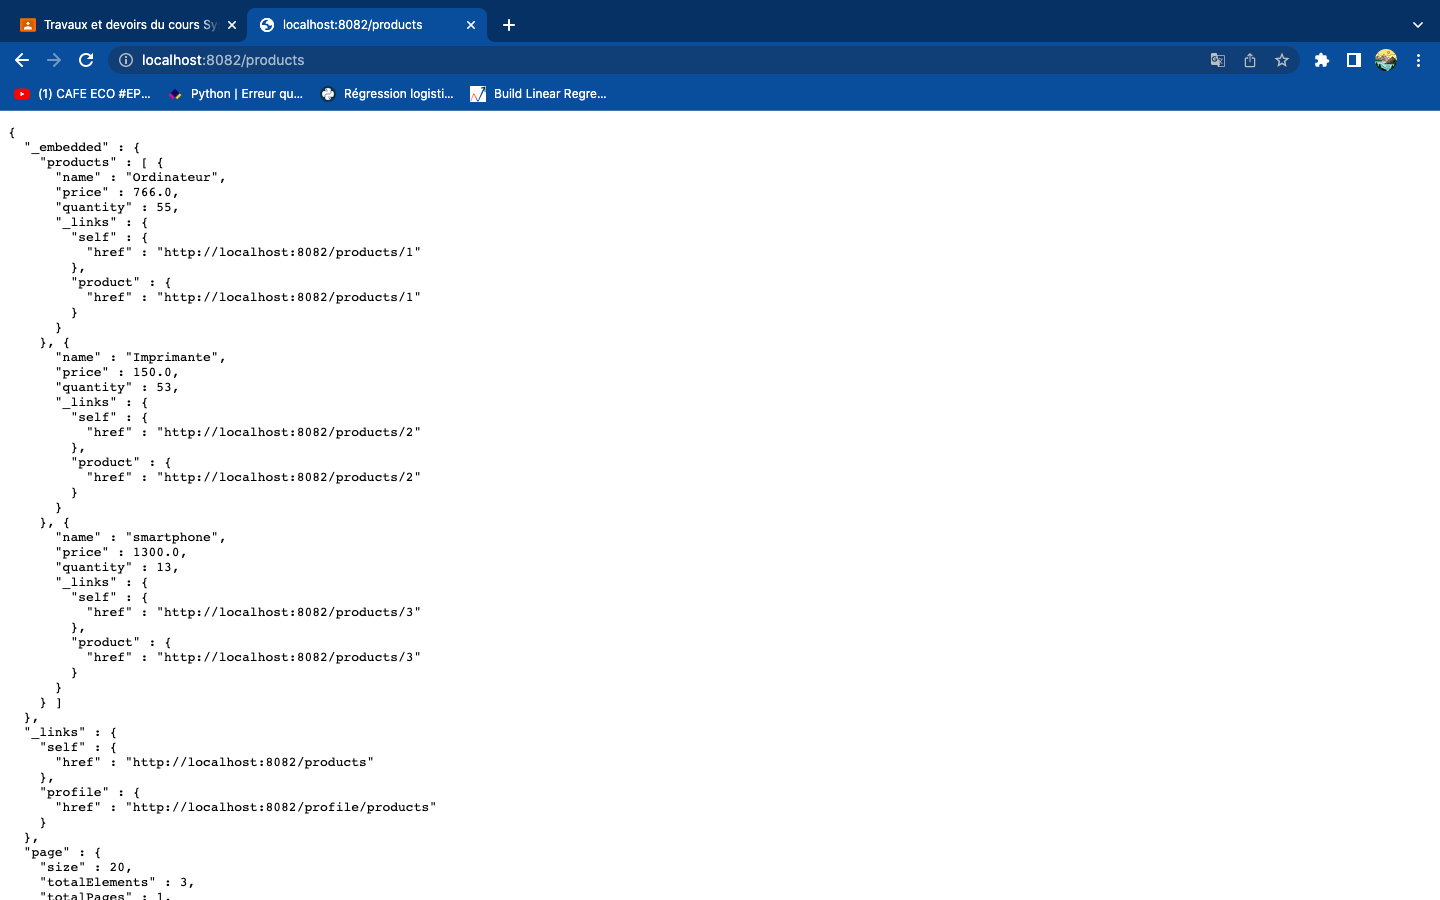 Travaux et devoirs du cours Sy
localhost:8082/products
localhost:8082/products
(1) CAFE ECO #EP...
Python | Erreur qu...
Régression logisti...
Build Linear Regre...
{
  "_embedded" : {
    "products" : [ {
      "name" : "Ordinateur",
      "price" : 766.0,
      "quantity" : 55,
      "_links" : {
        "self" : {
          "href" : "http://localhost:8082/products/1"
        },
        "product" : {
          "href" : "http://localhost:8082/products/1"
        }
      }
    }, {
      "name" : "Imprimante",
      "price" : 150.0,
      "quantity" : 53,
      "_links" : {
        "self" : {
          "href" : "http://localhost:8082/products/2"
        },
        "product" : {
          "href" : "http://localhost:8082/products/2"
        }
      }
    }, {
      "name" : "smartphone",
      "price" : 1300.0,
      "quantity" : 13,
      "_links" : {
        "self" : {
          "href" : "http://localhost:8082/products/3"
        },
        "product" : {
          "href" : "http://localhost:8082/products/3"
        }
      }
    } ]
  },
  "_links" : {
    "self" : {
      "href" : "http://localhost:8082/products"
    },
    "profile" : {
      "href" : "http://localhost:8082/profile/products"
    }
  },
  "page" : {
    "size" : 20,
    "totalElements" : 3,
    "totalPages" : 1,